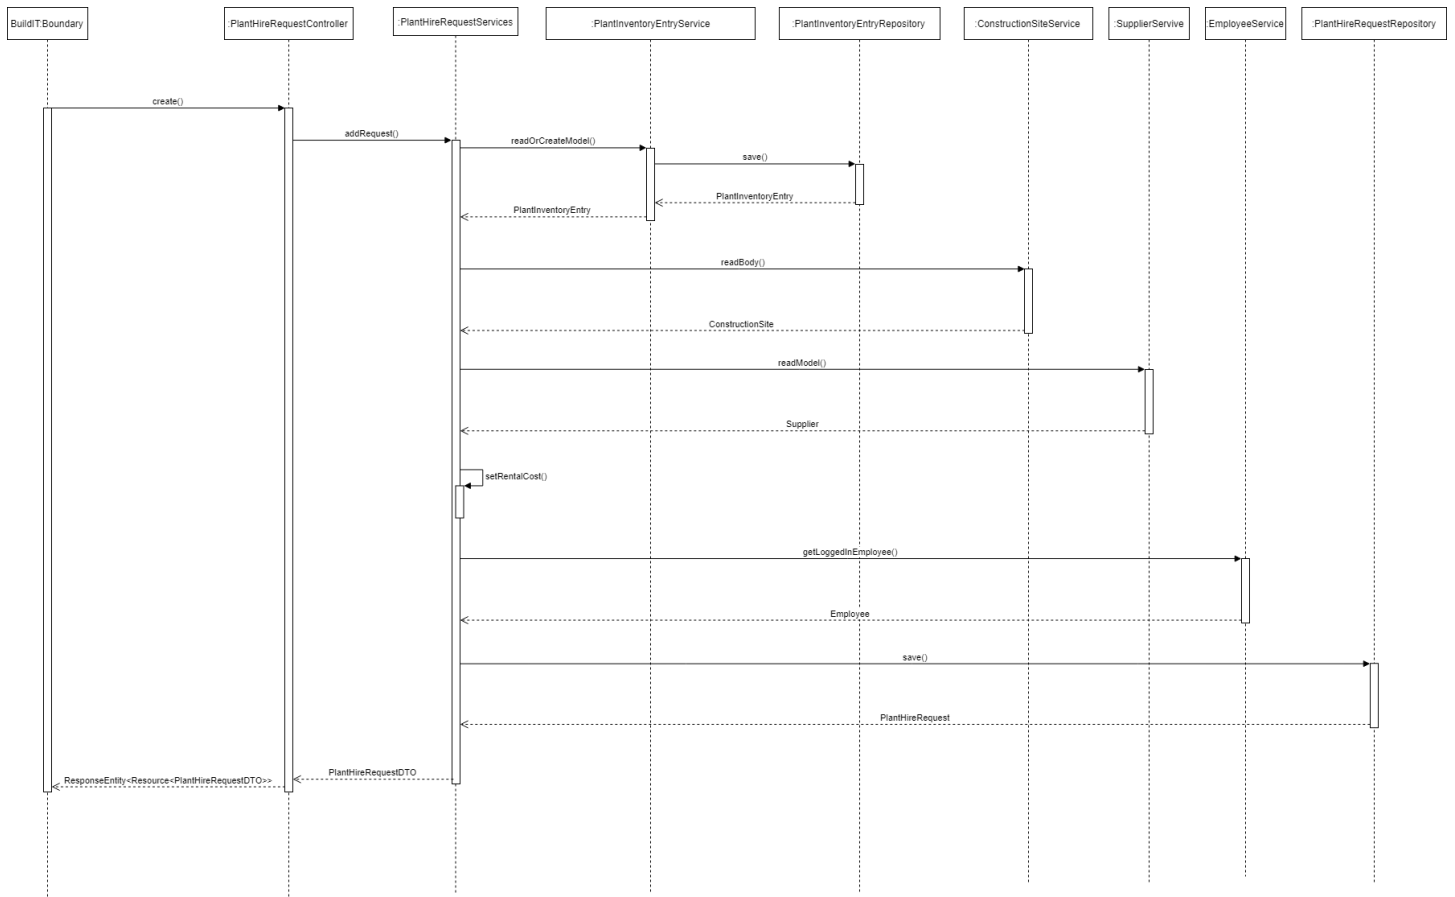 BuildIT:Boundary
:PlantHireRequestController
:PlantHireRequestServices
:PlantInventoryEntryService
:PlantInventoryEntryRepository
:ConstructionSiteService
:SupplierServive
:EmployeeService
:PlantHireRequestRepository
create()
addRequest()
readOrCreateModel()
save()
PlantInventoryEntry
PlantInventoryEntry
readBody()
ConstructionSite
readModel()
Supplier
setRentalCost()
getLoggedInEmployee()
Employee
save()
PlantHireRequest
PlantHireRequestDTO
ResponseEntity<Resource<PlantHireRequestDTO>>